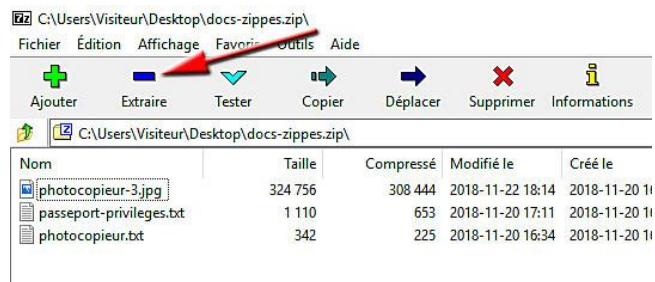 C:\Users\Visiteur\Desktop\docs-zippes.zip\
Fichier Édition Affichage Favoris Outils Aide
Ajouter Extraire Tester Copier Déplacer Supprimer Informations
C:\Users\Visiteur\Desktop\docs-zippes.zip\
Nom Taille Compressé Modifié le Créé le
photocopieur-3.jpg 324 756 308 444 2018-11-22 18:14 2018-11-20
passeport-privileges.txt 1 110 653 2018-11-20 17:11 2018-11-20
photocopieur.txt 342 225 2018-11-20 16:34 2018-11-20